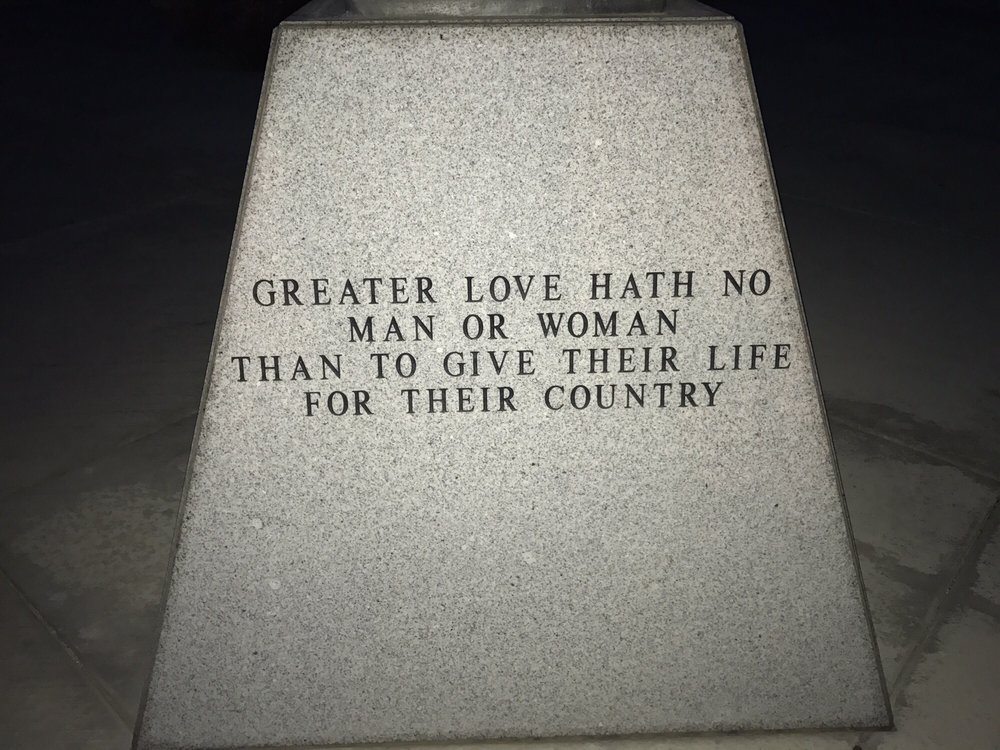 GREATER LOVE HATH NO
MAN OR WOMAN
THAN TO GIVE THEIR LIFE
FOR THEIR COUNTRY